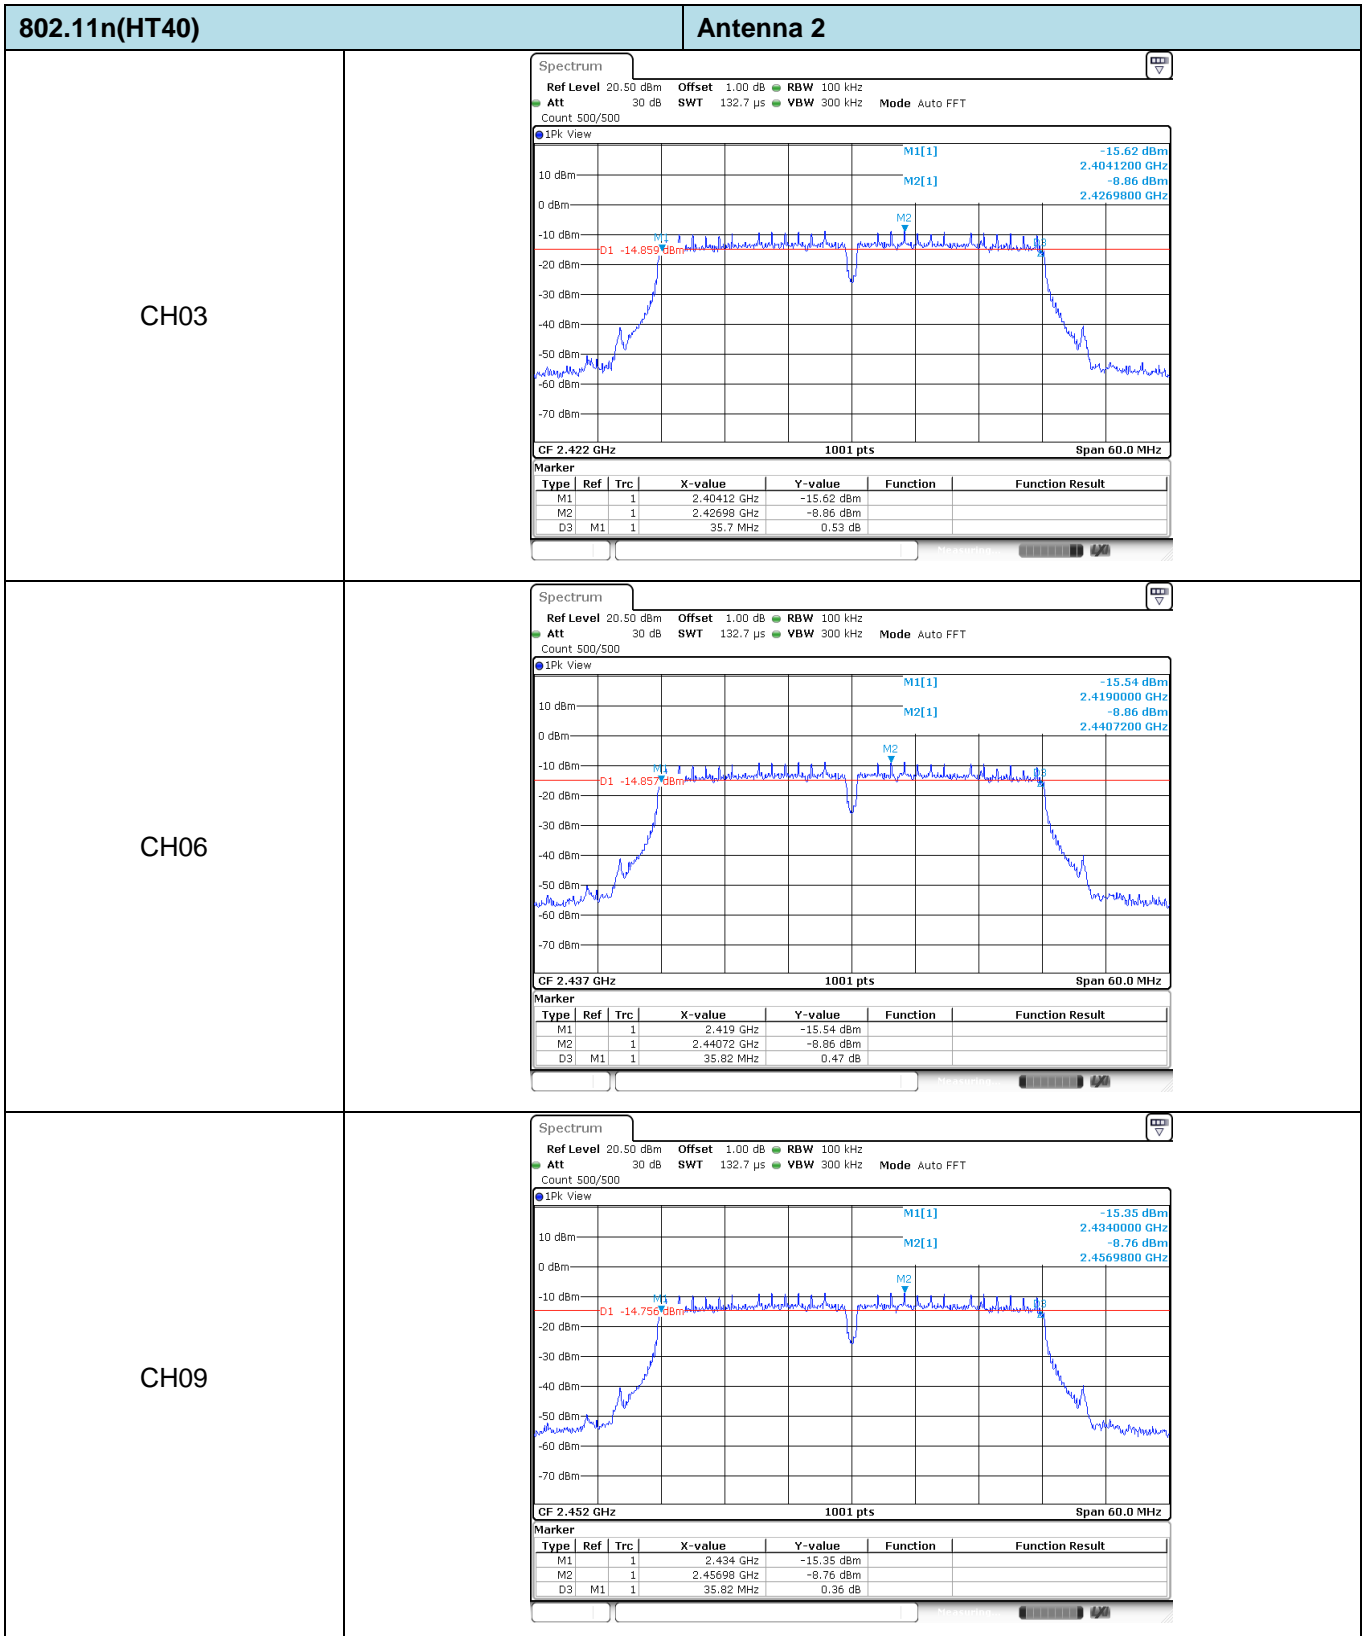 802.11n(HT40) Antenna 2
CH03
Spectrum
Ref Level 20.50 dBm Offset 1.00 dB RBW 100 kHz
Att 30 dB SWT 132.7 µs VBW 300 kHz Mode Auto FFT
Count 500/500
1Pk View
M1[1] -15.62 dBm
2.4041200 GHz
10 dBm
M2[1] -8.86 dBm
2.4269800 GHz
0 dBm
M2
-10 dBm
D1 -14.859 dBm
-20 dBm
-30 dBm
-40 dBm
-50 dBm
-60 dBm
-70 dBm
CF 2.422 GHz 1001 pts Span 60.0 MHz
Marker
Type Ref Trc X-value Y-value Function Function Result
M1 1 2.40412 GHz -15.62 dBm
M2 1 2.42698 GHz -8.86 dBm
D3 M1 1 35.7 MHz 0.53 dB
Measuring...
CH06
Spectrum
Ref Level 20.50 dBm Offset 1.00 dB RBW 100 kHz
Att 30 dB SWT 132.7 µs VBW 300 kHz Mode Auto FFT
Count 500/500
1Pk View
M1[1] -15.54 dBm
2.4190000 GHz
10 dBm
M2[1] -8.86 dBm
2.4407200 GHz
0 dBm
M2
-10 dBm
D1 -14.857 dBm
-20 dBm
-30 dBm
-40 dBm
-50 dBm
-60 dBm
-70 dBm
CF 2.437 GHz 1001 pts Span 60.0 MHz
Marker
Type Ref Trc X-value Y-value Function Function Result
M1 1 2.419 GHz -15.54 dBm
M2 1 2.44072 GHz -8.86 dBm
D3 M1 1 35.82 MHz 0.47 dB
Measuring...
CH09
Spectrum
Ref Level 20.50 dBm Offset 1.00 dB RBW 100 kHz
Att 30 dB SWT 132.7 µs VBW 300 kHz Mode Auto FFT
Count 500/500
1Pk View
M1[1] -15.35 dBm
2.4340000 GHz
10 dBm
M2[1] -8.76 dBm
2.4569800 GHz
0 dBm
M2
-10 dBm
D1 -14.756 dBm
-20 dBm
-30 dBm
-40 dBm
-50 dBm
-60 dBm
-70 dBm
CF 2.452 GHz 1001 pts Span 60.0 MHz
Marker
Type Ref Trc X-value Y-value Function Function Result
M1 1 2.434 GHz -15.35 dBm
M2 1 2.45698 GHz -8.76 dBm
D3 M1 1 35.82 MHz 0.36 dB
Measuring...